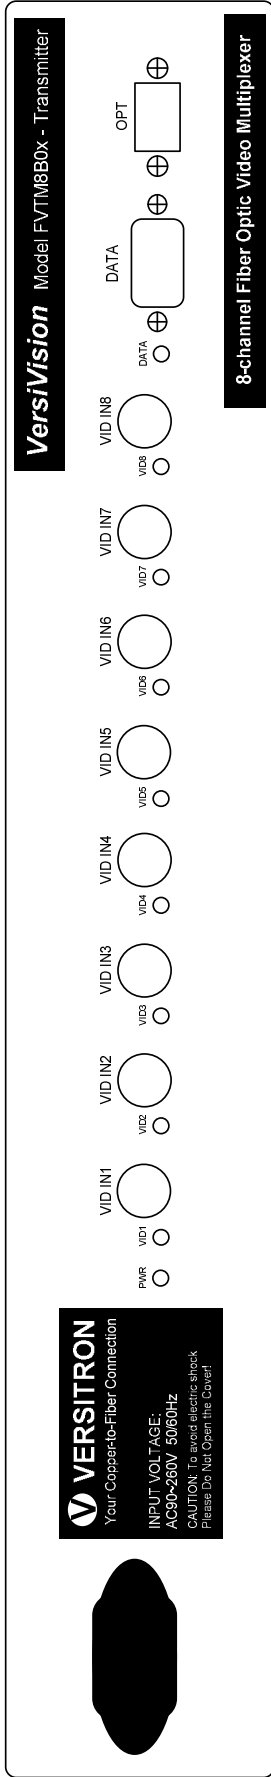 VersiVision Model FVTM8B0x - Transmitter
OPT
DATA
DATA
VID IN8
VID8
VID IN7
VID7
VID IN6
VID6
VID IN5
VID5
VID IN4
VID4
VID IN3
VID3
VID IN2
VID2
VID IN1
VID1
PWR
8-channel Fiber Optic Video Multiplexer
V VERSITRON
Your Copper-to-Fiber Connection
INPUT VOLTAGE:
AC90~260V 50/60Hz
CAUTION: To avoid electric shock
Please Do Not Open the Cover!